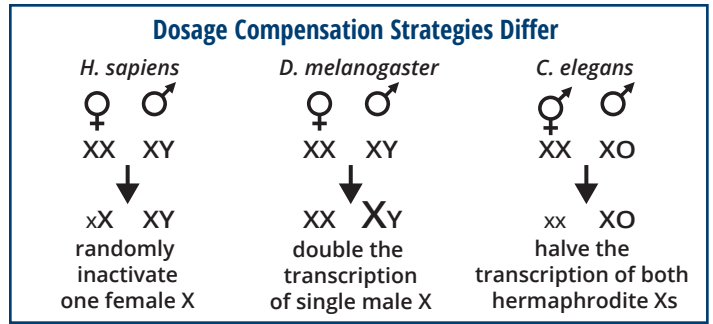 Dosage Compensation Strategies Differ
H. sapiens D. melanogaster C. elegans
XX XY XX XY XX XO
xX XY XX XY xx XO
randomly double the halve the
inactivate transcription transcription of both
one female X of single male X hermaphrodite Xs